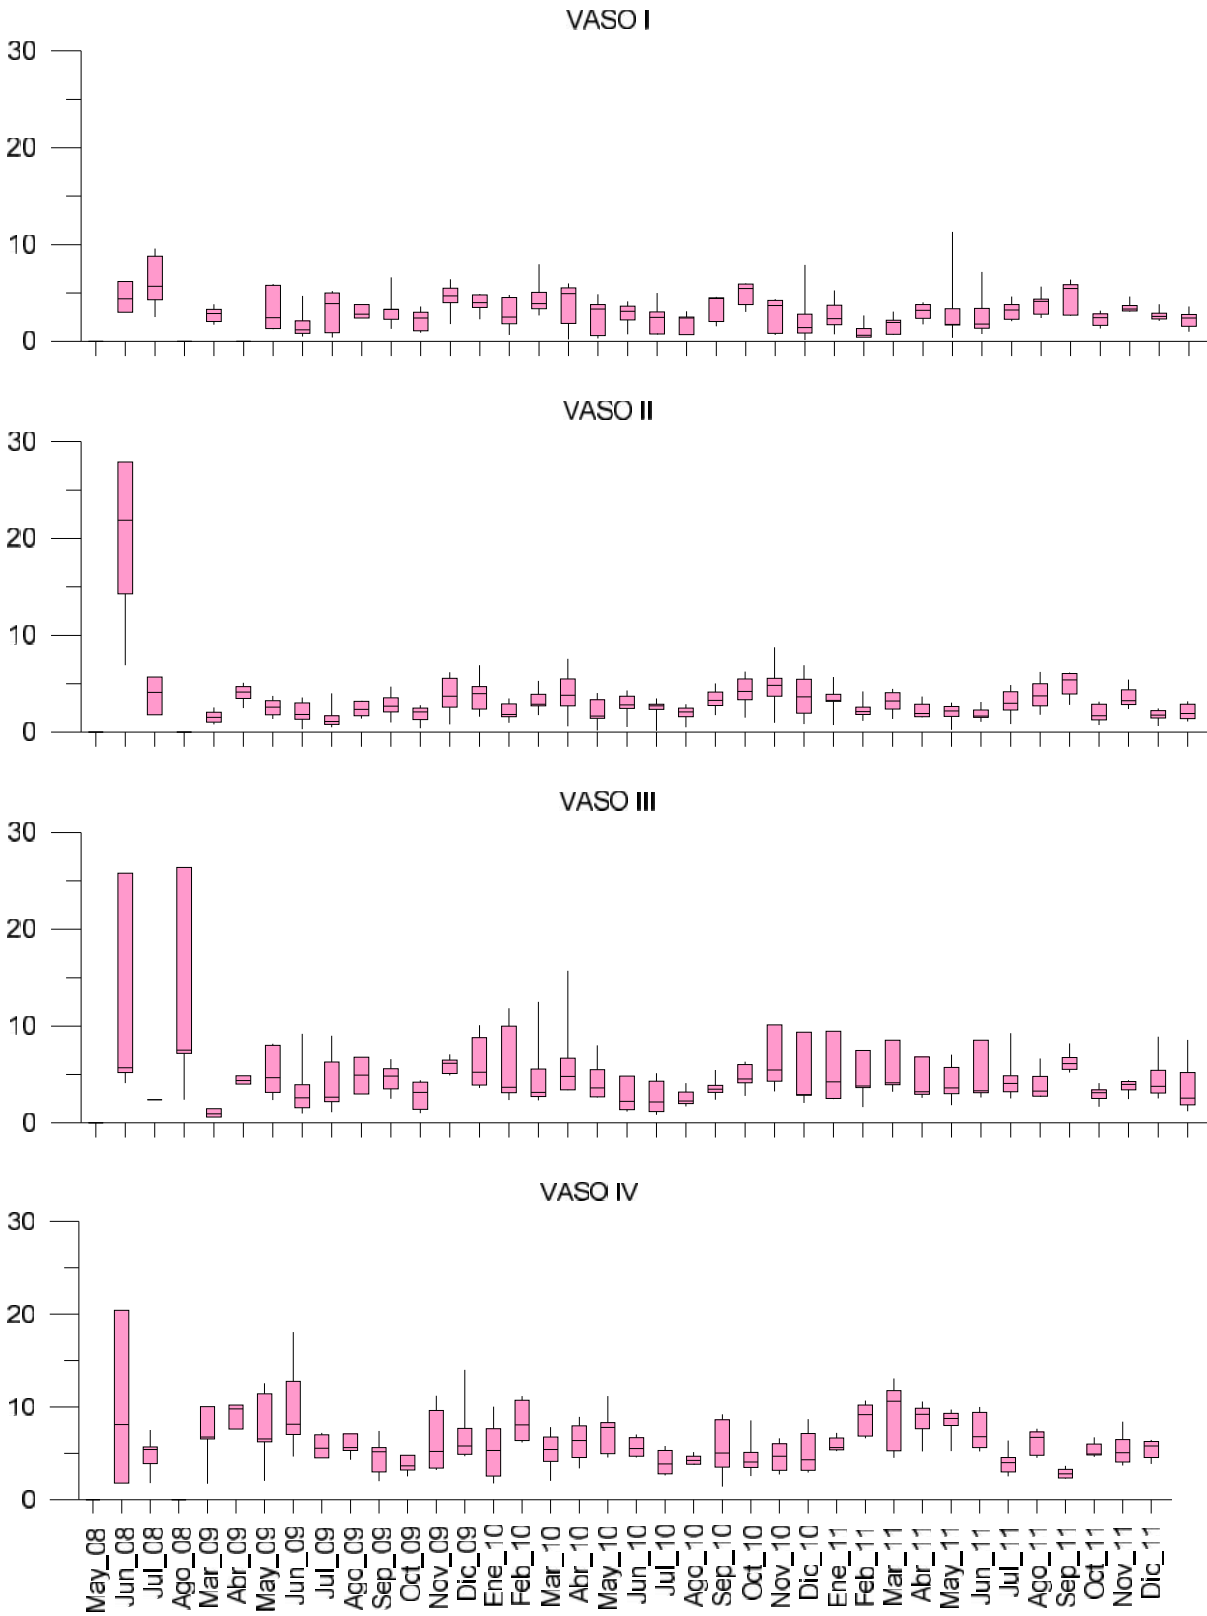 VASO I
30
20
10
0
VASO II
30
20
10
0
VASO III
30
20
10
0
VASO IV
30
20
10
0
May_08
Jun_08
Jul_08
Ago_08
Mar_09
Abr_09
May_09
Jun_09
Jul_09
Ago_09
Sep_09
Oct_09
Nov_09
Dic_09
Ene_10
Feb_10
Mar_10
Abr_10
May_10
Jun_10
Jul_10
Ago_10
Sep_10
Oct_10
Nov_10
Dic_10
Ene_11
Feb_11
Mar_11
Abr_11
May_11
Jun_11
Jul_11
Ago_11
Sep_11
Oct_11
Nov_11
Dic_11